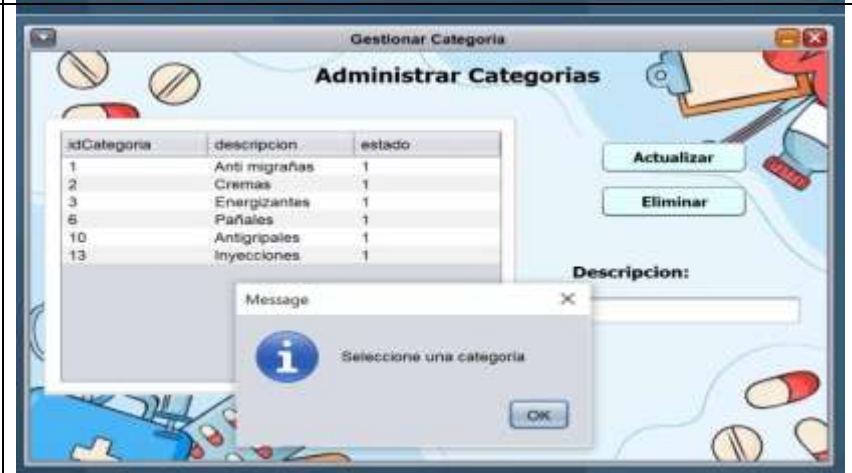 Gestionar Categoria
Administrar Categorias
idCategoria descripcion estado
1 Anti migrañas 1
2 Cremas 1
3 Energizantes 1
6 Pañales 1
10 Antigripales 1
13 Inyecciones 1
Actualizar
Eliminar
Descripcion:
Message
Seleccione una categoria
OK